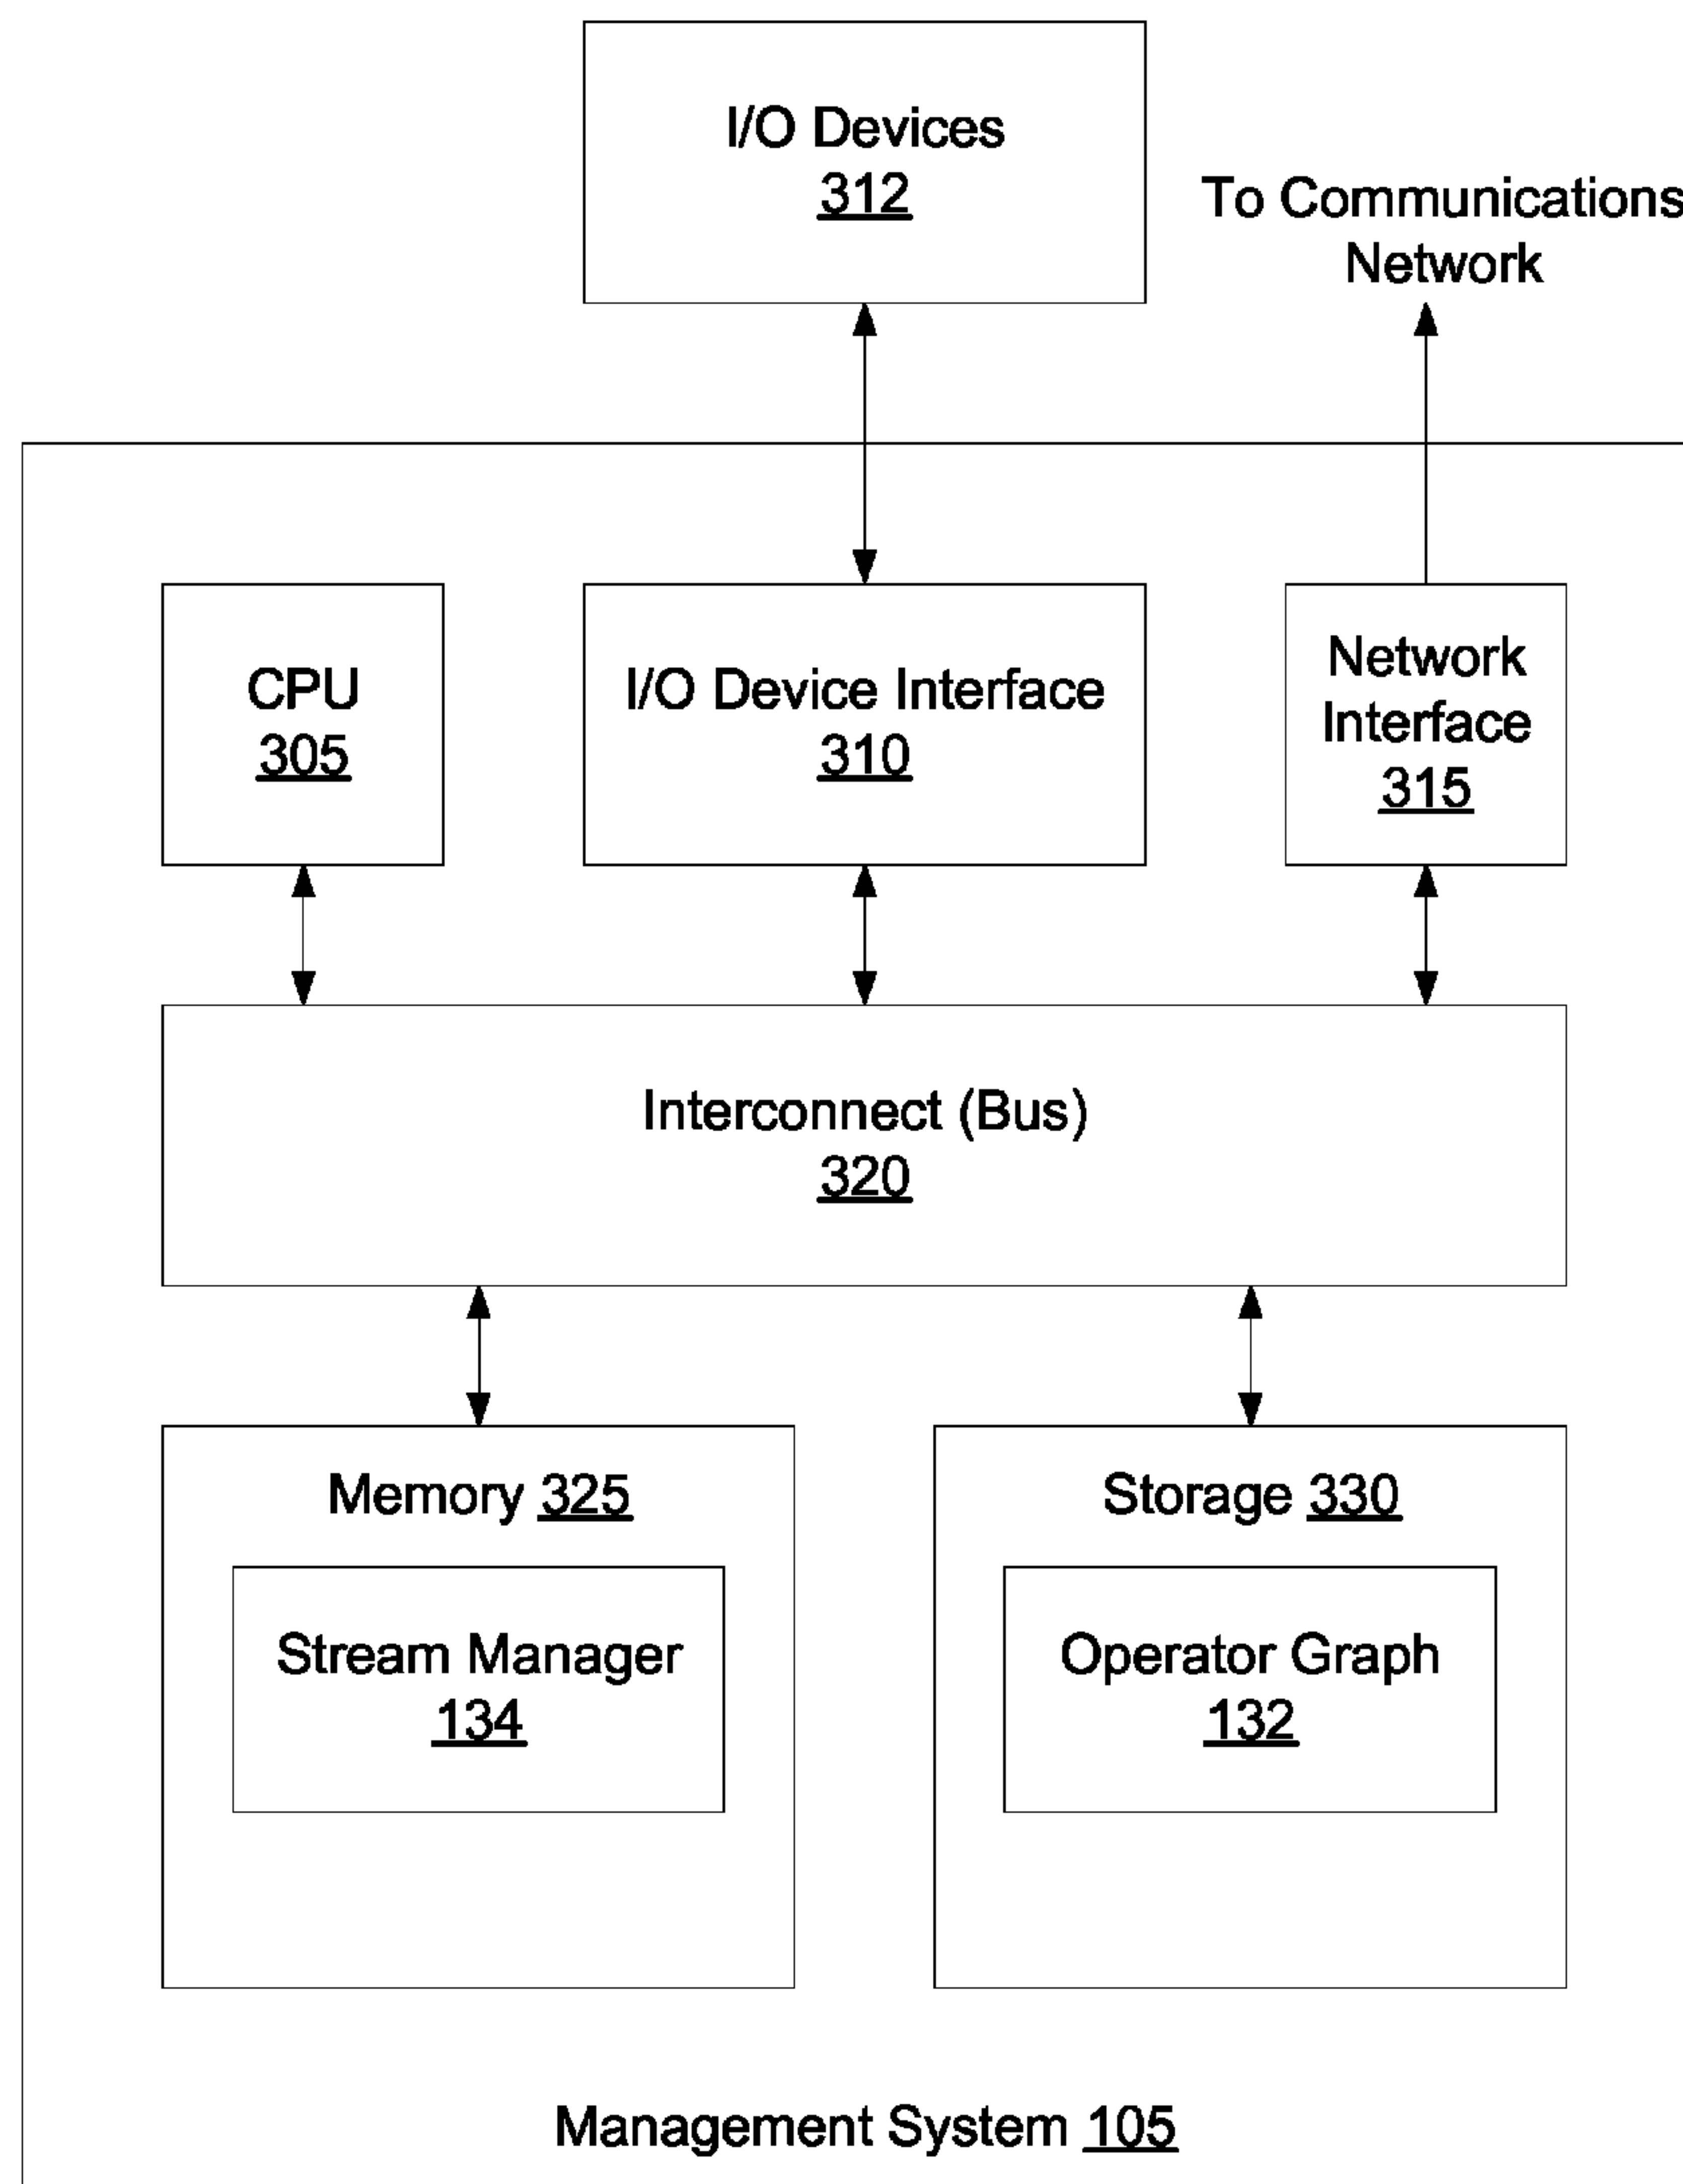 I/O Devices
312
To Communications
Network
CPU
305
I/O Device Interface
310
Network
Interface
315
Interconnect (Bus)
320
Memory 325
Storage 330
Stream Manager
134
Operator Graph
132
Management System 105